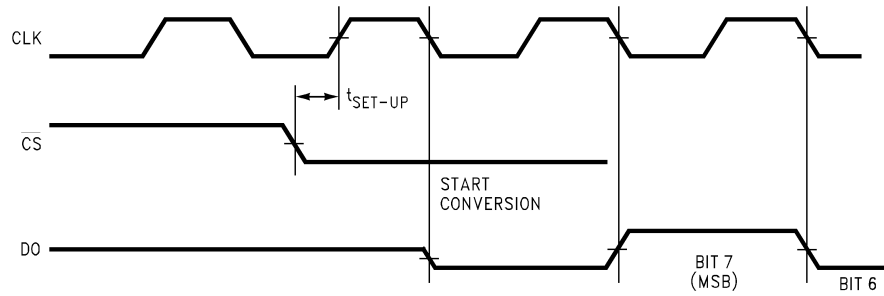 CLK
tSET-UP
CS
START
CONVERSION
DO
BIT 7
(MSB)
BIT 6